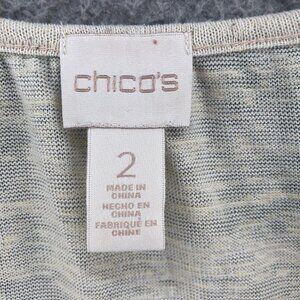 chico's
2
MADE IN
CHINA
HECHO EN
CHINA
FABRIQUÉ EN
CHINE